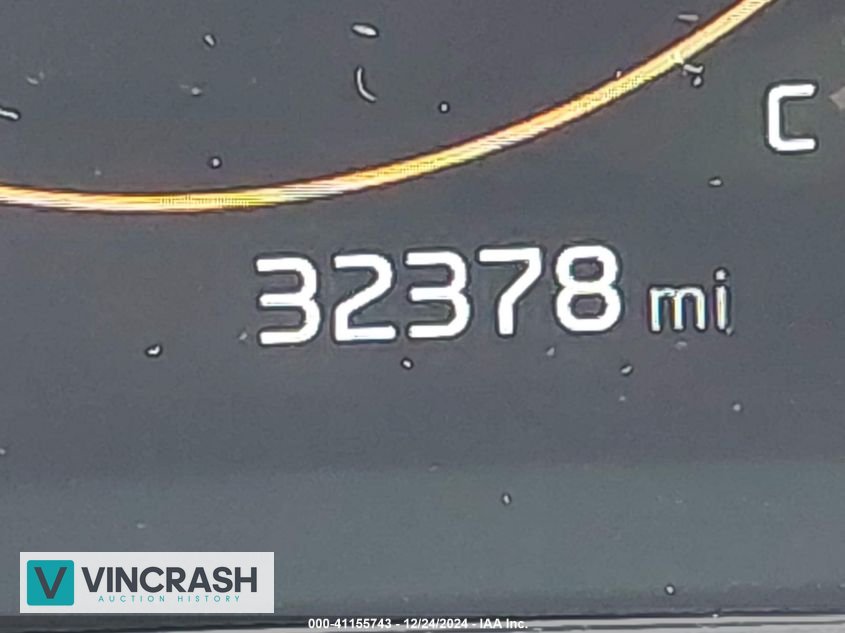 C
32378 mi
VINCRASH
AUCTION HISTORY
000-41155743 - 12/24/2024 - IAA Inc.